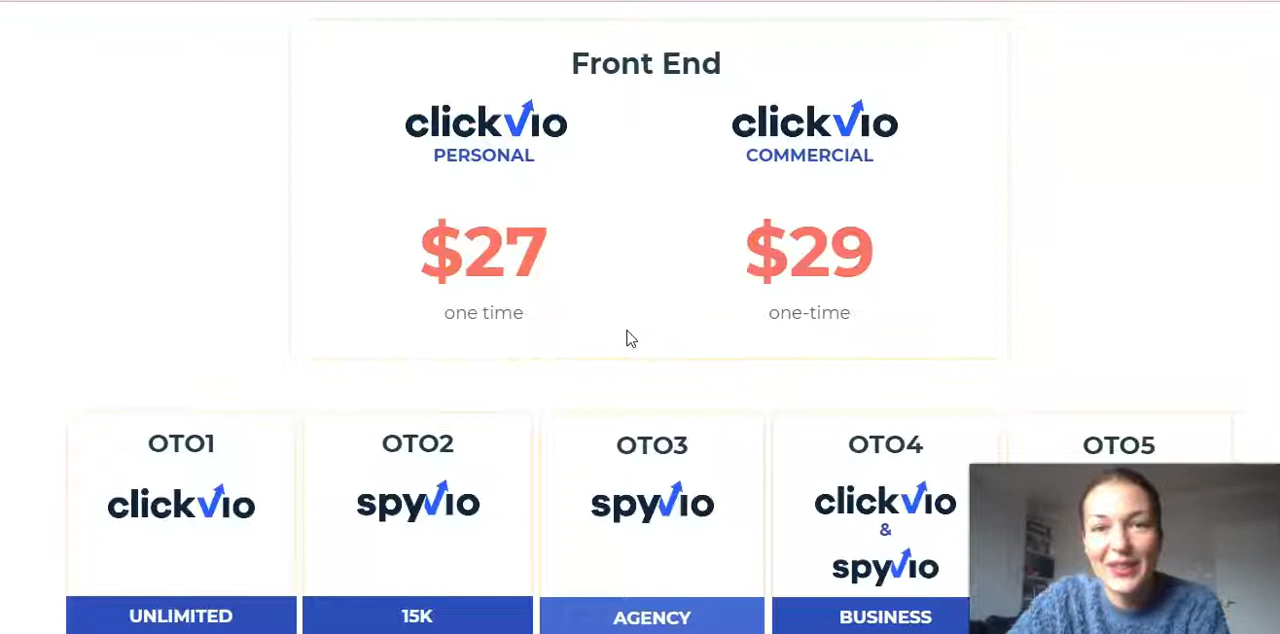 Front End
clickvio clickvio
PERSONAL COMMERCIAL
$27 $29
one time one-time
OTO1 OTO2 OTO3 OTO4 OTO5
clickvio spyvio spyvio clickvio
&
spyvio
UNLIMITED 15K AGENCY BUSINESS